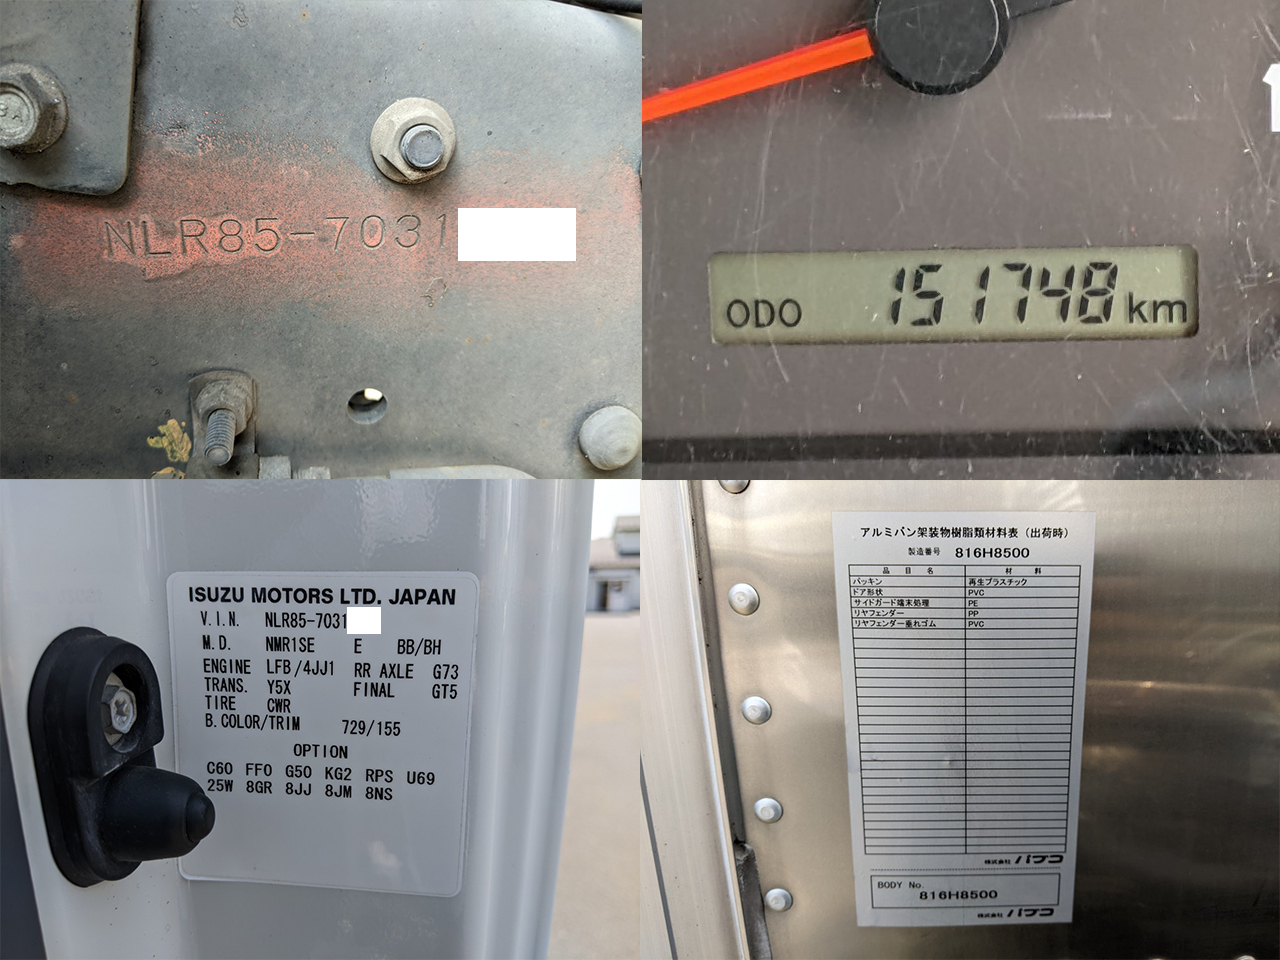 NLR85-7031
ODO 151748 km
ISUZU MOTORS LTD. JAPAN
V.I.N. NLR85-7031
M.D. NMR1SE E BB/BH
ENGINE LFB/4JJ1 RR AXLE G73
TRANS. Y5X FINAL GT5
TIRE CWR
B.COLOR/TRIM 729/155
OPTION
C60 FF0 G50 KG2 RPS U69
25W 8GR 8JJ 8JM 8NS
アルミバン架装物樹脂類材料表（出荷時）
製造番号 816H8500
品目名 材料
パッキン 再生プラスチック
ドア形状 PVC
サイドガード端末処理 PE
リヤフェンダー PP
リヤフェンダー垂れゴム PVC
株式会社 パブコ
BODY No.
816H8500
株式会社 パブコ